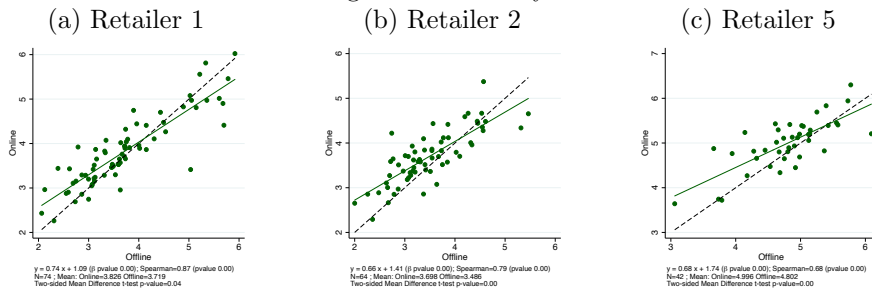 (a) Retailer 1
(b) Retailer 2
(c) Retailer 5
Online
6
5
4
3
2
2
3
4
5
6
Offline
y = 0.74 x + 1.09 (β pvalue 0.00); Spearman=0.87 (pvalue 0.00)
N=74 ; Mean: Online=3.826 Offline=3.719
Two-sided Mean Difference t-test p-value=0.04
Online
6
5
4
3
2
2
3
4
5
6
Offline
y = 0.66 x + 1.41 (β pvalue 0.00); Spearman=0.79 (pvalue 0.00)
N=64 ; Mean: Online=3.698 Offline=3.486
Two-sided Mean Difference t-test p-value=0.00
Online
7
6
5
4
3
3
4
5
6
Offline
y = 0.68 x + 1.74 (β pvalue 0.00); Spearman=0.68 (pvalue 0.00)
N=42 ; Mean: Online=4.996 Offline=4.802
Two-sided Mean Difference t-test p-value=0.00